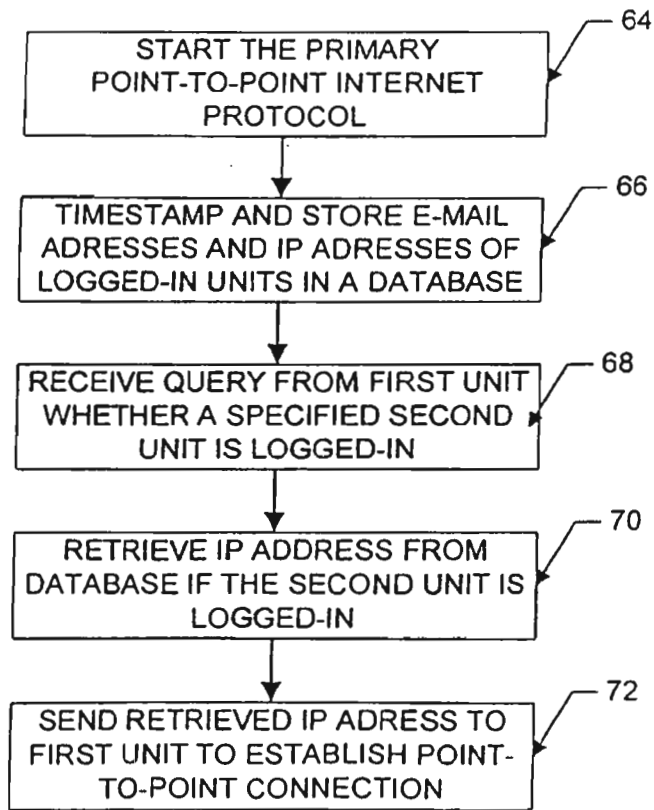 64
START THE PRIMARY
POINT-TO-POINT INTERNET
PROTOCOL
66
TIMESTAMP AND STORE E-MAIL
ADRESSES AND IP ADRESSES OF
LOGGED-IN UNITS IN A DATABASE
68
RECEIVE QUERY FROM FIRST UNIT
WHETHER A SPECIFIED SECOND
UNIT IS LOGGED-IN
70
RETRIEVE IP ADDRESS FROM
DATABASE IF THE SECOND UNIT IS
LOGGED-IN
72
SEND RETRIEVED IP ADRESS TO
FIRST UNIT TO ESTABLISH POINT-
TO-POINT CONNECTION